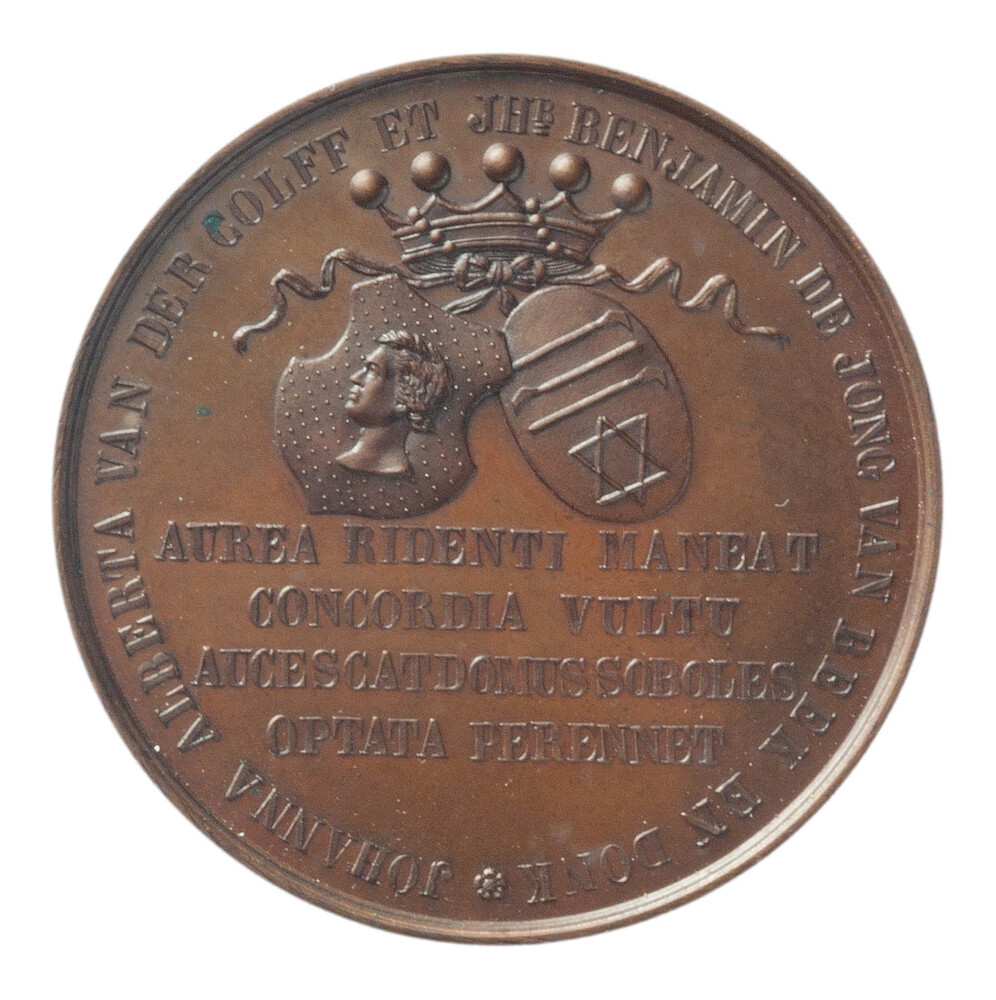 JOHANNA ALBERTA VAN DER COLFF ET JHR BENJAMIN DE JONG VAN BEEK EN DONK
AUREA RIDENTI MANEAT
CONCORDIA VULTU
AUCESCAT DOMUS SOBOLES
OPTATA PERENNET